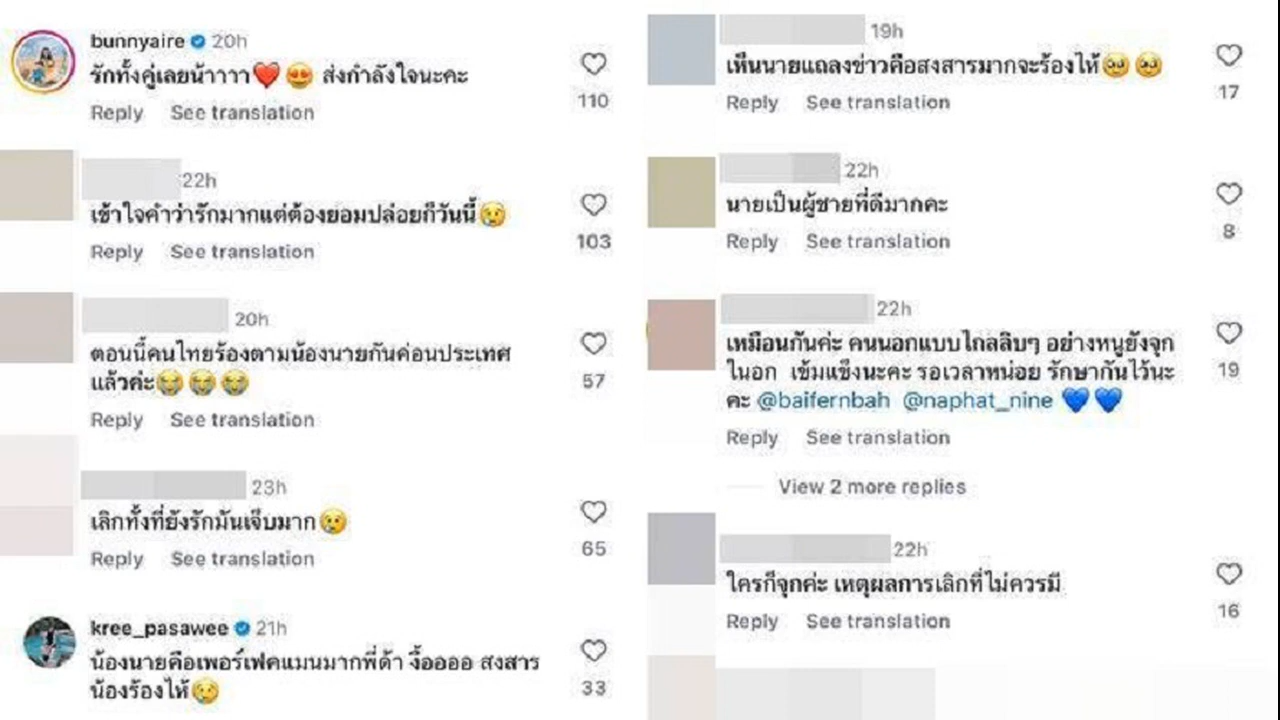 bunnyaire 20h
รักทั้งคู่เลยน้าาาา❤️😍 ส่งกำลังใจนะคะ
110
Reply See translation
22h
เข้าใจคำว่ารักมากแต่ต้องยอมปล่อยก็วันนี้😢
103
Reply See translation
20h
ตอนนี้คนไทยร้องตามน้องนายกันค่อนประเทศ
แล้วค่ะ😭😭😭
57
Reply See translation
23h
เลิกทั้งที่ยังรักมันเจ็บมาก😢
65
Reply See translation
kree_pasawee 21h
น้องนายคือเพอร์เฟคแมนมากพี่ด้า งื้ออออ สงสาร
น้องร้องไห้😢
33
19h
เห็นนายแถลงข่าวคือสงสารมากจะร้องไห้🥹🥹
17
Reply See translation
22h
นายเป็นผู้ชายที่ดีมากคะ
8
Reply See translation
22h
เหมือนกันค่ะ คนนอกแบบไกลลิบๆ อย่างหนูยังจุก
ในอก เข้มแข็งนะคะ รอเวลาหน่อย รักษากันไว้นะ
คะ @baifernbah @naphat_nine 💙💙
19
Reply See translation
View 2 more replies
22h
ใครก็จุกค่ะ เหตุผลการเลิกที่ไม่ควรมี
16
Reply See translation